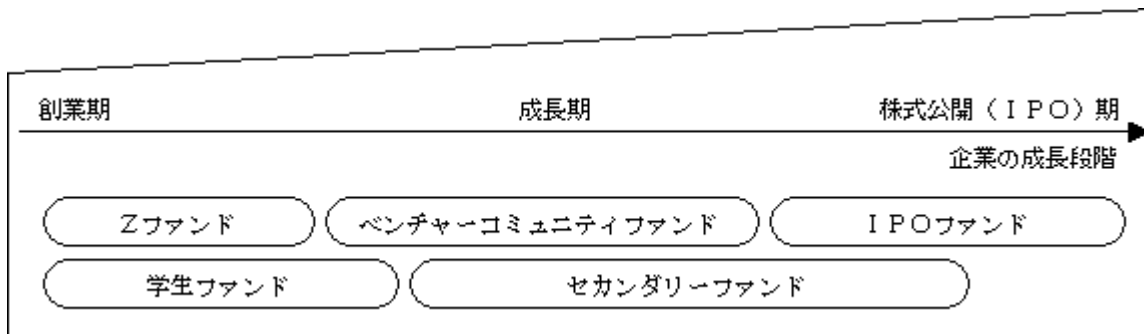 創業期 成長期 株式公開（ＩＰＯ）期
企業の成長段階
Ｚファンド ベンチャーコミュニティファンド ＩＰＯファンド
学生ファンド セカンダリーファンド